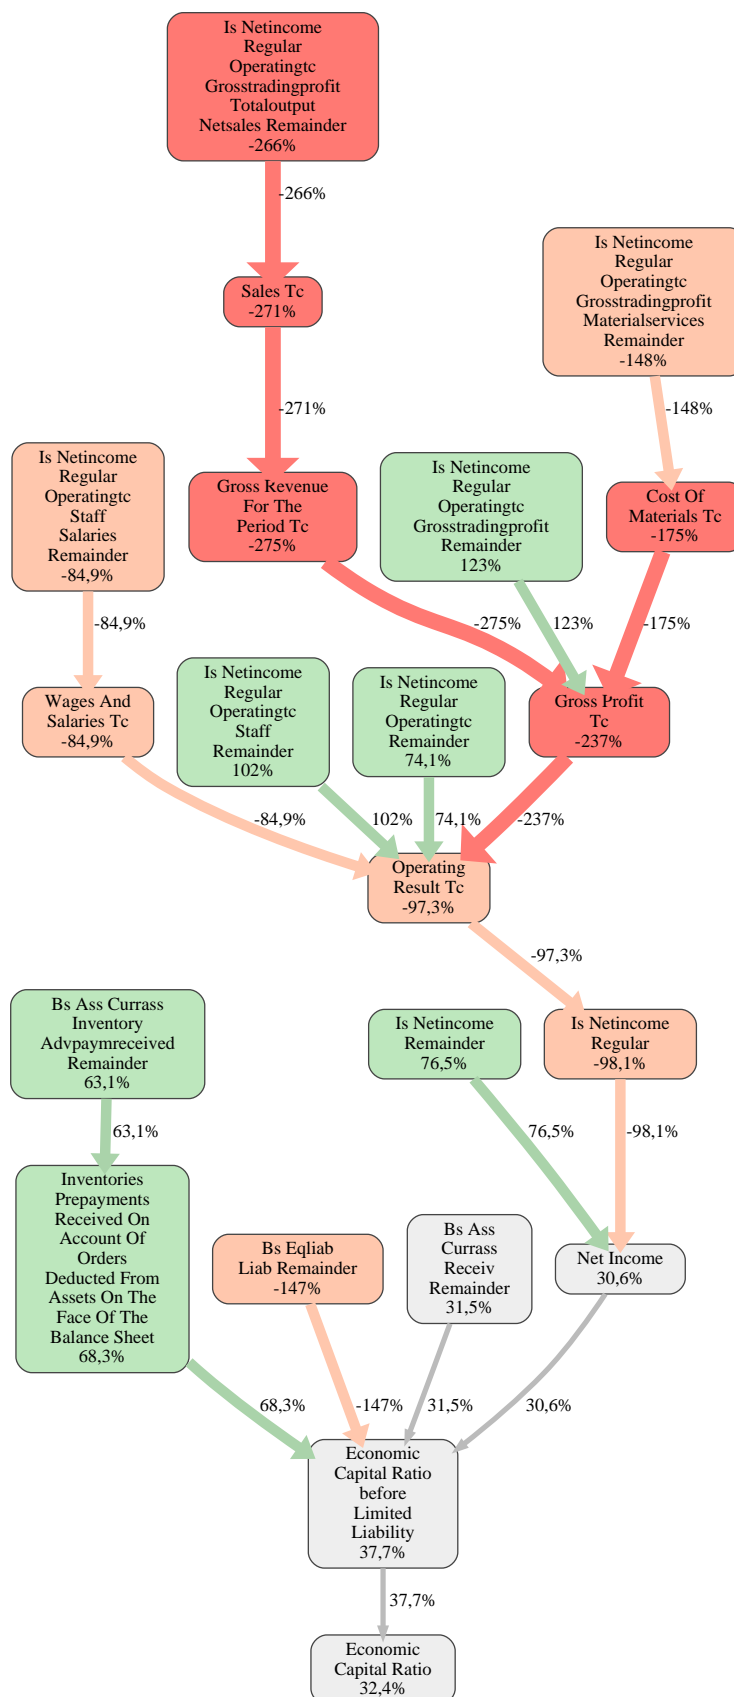 Is Netincome
Regular
Operatingtc
Grosstradingprofit
Totaloutput
Netsales Remainder
-266%
-266%
Is Netincome
Regular
Operatingtc
Grosstradingprofit
Materialservices
Remainder
-148%
Sales Tc
-271%
-271%
-148%
Is Netincome
Regular
Operatingtc
Staff
Salaries
Remainder
-84,9%
Gross Revenue
For The
Period Tc
-275%
Is Netincome
Regular
Operatingtc
Grosstradingprofit
Remainder
123%
Cost Of
Materials Tc
-175%
-84,9%
-275%
123%
-175%
Wages And
Salaries Tc
-84,9%
Is Netincome
Regular
Operatingtc
Staff
Remainder
102%
Is Netincome
Regular
Operatingtc
Remainder
74,1%
Gross Profit
Tc
-237%
-84,9%
102%
74,1%
-237%
Operating
Result Tc
-97,3%
-97,3%
Bs Ass Currass
Inventory
Advpaymreceived
Remainder
63,1%
Is Netincome
Remainder
76,5%
Is Netincome
Regular
-98,1%
63,1%
76,5%
-98,1%
Inventories
Prepayments
Received On
Account Of
Orders
Deducted From
Assets On The
Face Of The
Balance Sheet
68,3%
Bs Eqliab
Liab Remainder
-147%
Bs Ass
Currass
Receiv
Remainder
31,5%
Net Income
30,6%
68,3%
-147%
31,5%
30,6%
Economic
Capital Ratio
before
Limited
Liability
37,7%
37,7%
Economic
Capital Ratio
32,4%